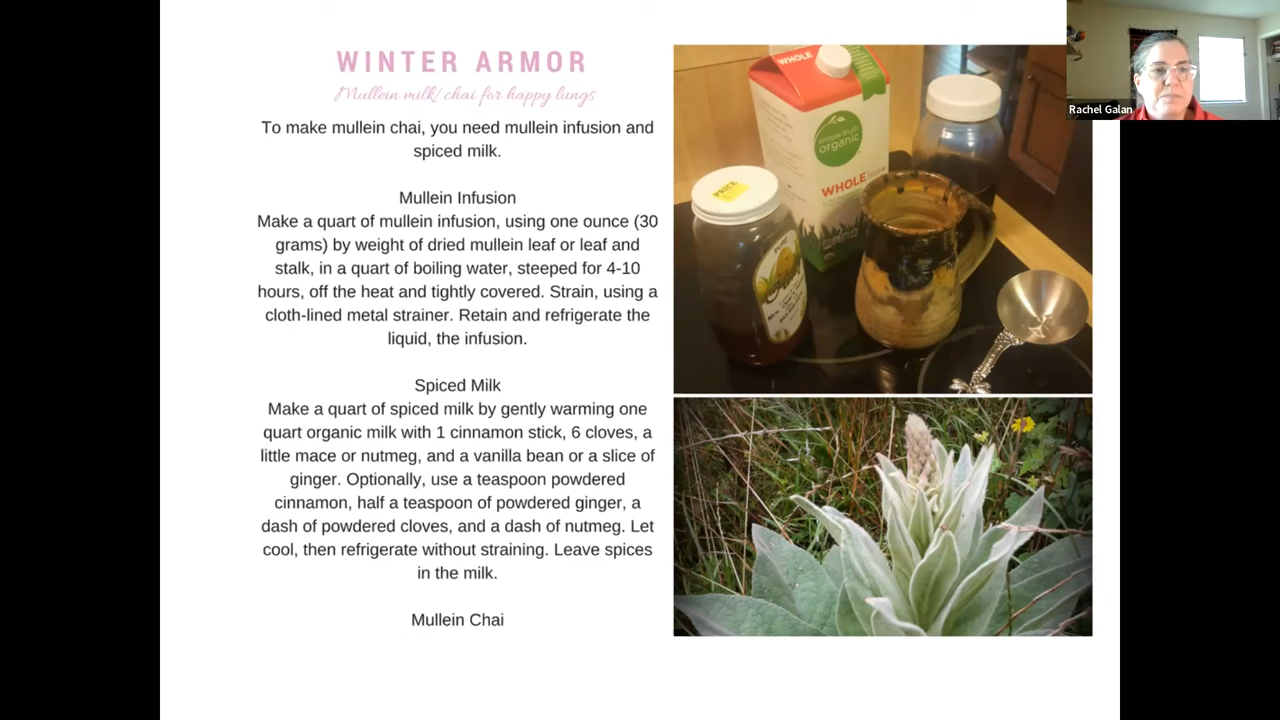 WINTER ARMOR
Mullein milk/chai for happy lungs
To make mullein chai, you need mullein infusion and
spiced milk.
Mullein Infusion
Make a quart of mullein infusion, using one ounce (30
grams) by weight of dried mullein leaf or leaf and
stalk, in a quart of boiling water, steeped for 4-10
hours, off the heat and tightly covered. Strain, using a
cloth-lined metal strainer. Retain and refrigerate the
liquid, the infusion.
Spiced Milk
Make a quart of spiced milk by gently warming one
quart organic milk with 1 cinnamon stick, 6 cloves, a
little mace or nutmeg, and a vanilla bean or a slice of
ginger. Optionally, use a teaspoon powdered
cinnamon, half a teaspoon of powdered ginger, a
dash of powdered cloves, and a dash of nutmeg. Let
cool, then refrigerate without straining. Leave spices
in the milk.
Mullein Chai
WHOLE
simple truth
organic
WHOLE
PRICE
PURE
Rachel Galan